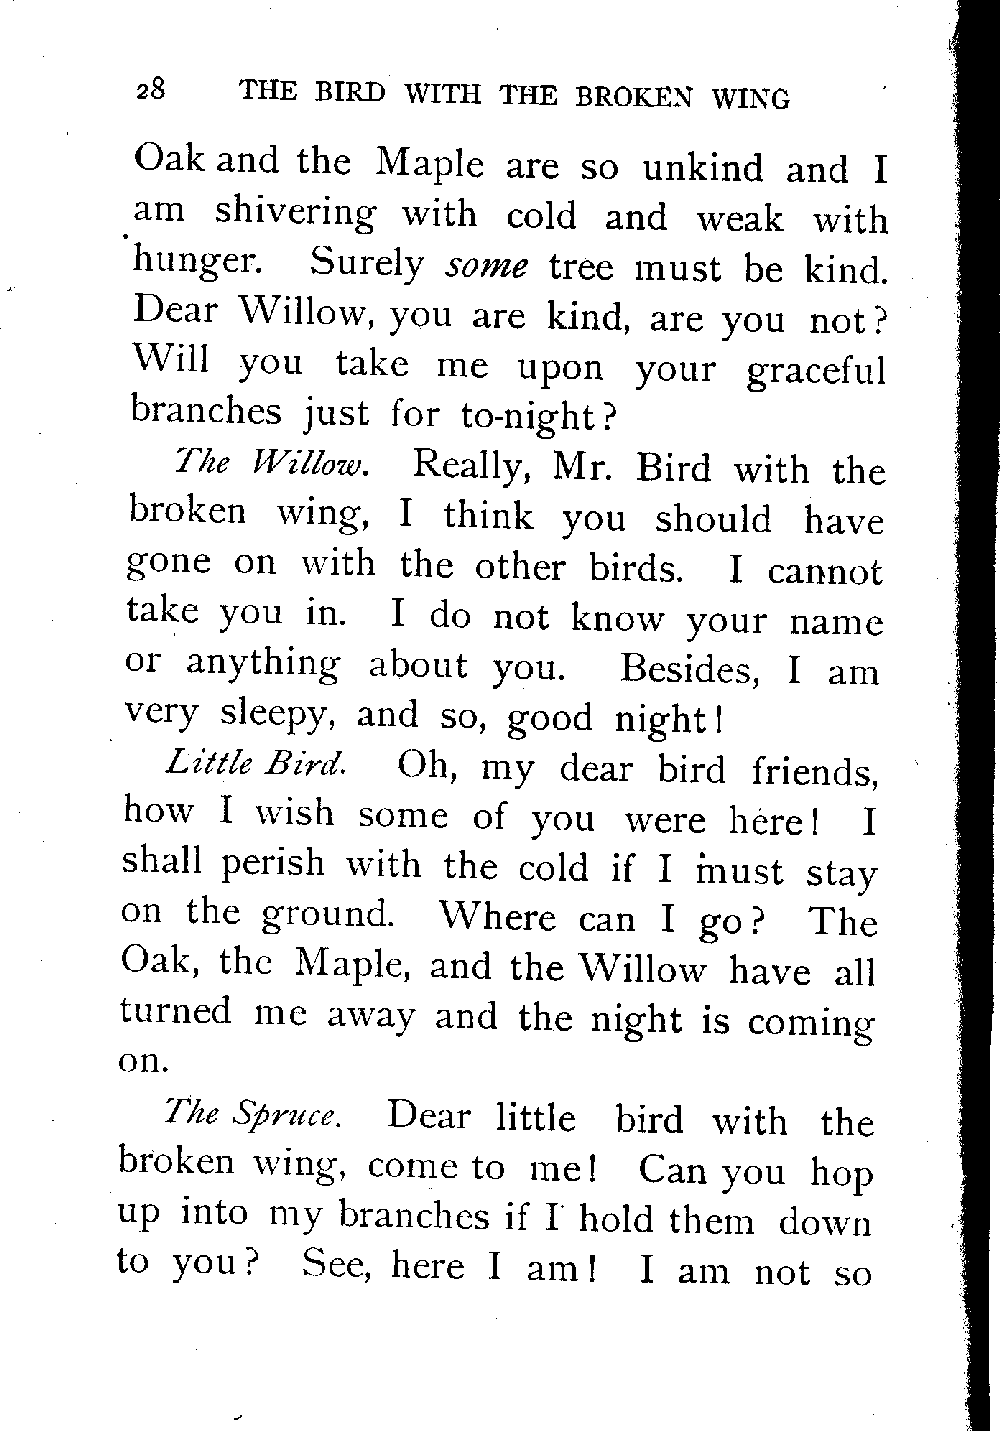 28 THE BIRD WITH THE BROKEN WING
Oak and the Maple are so unkind and I
am shivering with cold and weak with
hunger. Surely some tree must be kind.
Dear Willow, you are kind, are you not?
Will you take me upon your graceful
branches just for to-night?
The Willow. Really, Mr. Bird with the
broken wing, I think you should have
gone on with the other birds. I cannot
take you in. I do not know your name
or anything about you. Besides, I am
very sleepy, and so, good night!
Little Bird. Oh, my dear bird friends,
how I wish some of you were here! I
shall perish with the cold if I must stay
on the ground. Where can I go? The
Oak, the Maple, and the Willow have all
turned me away and the night is coming
on.
The Spruce. Dear little bird with the
broken wing, come to me! Can you hop
up into my branches if I hold them down
to you? See, here I am! I am not so